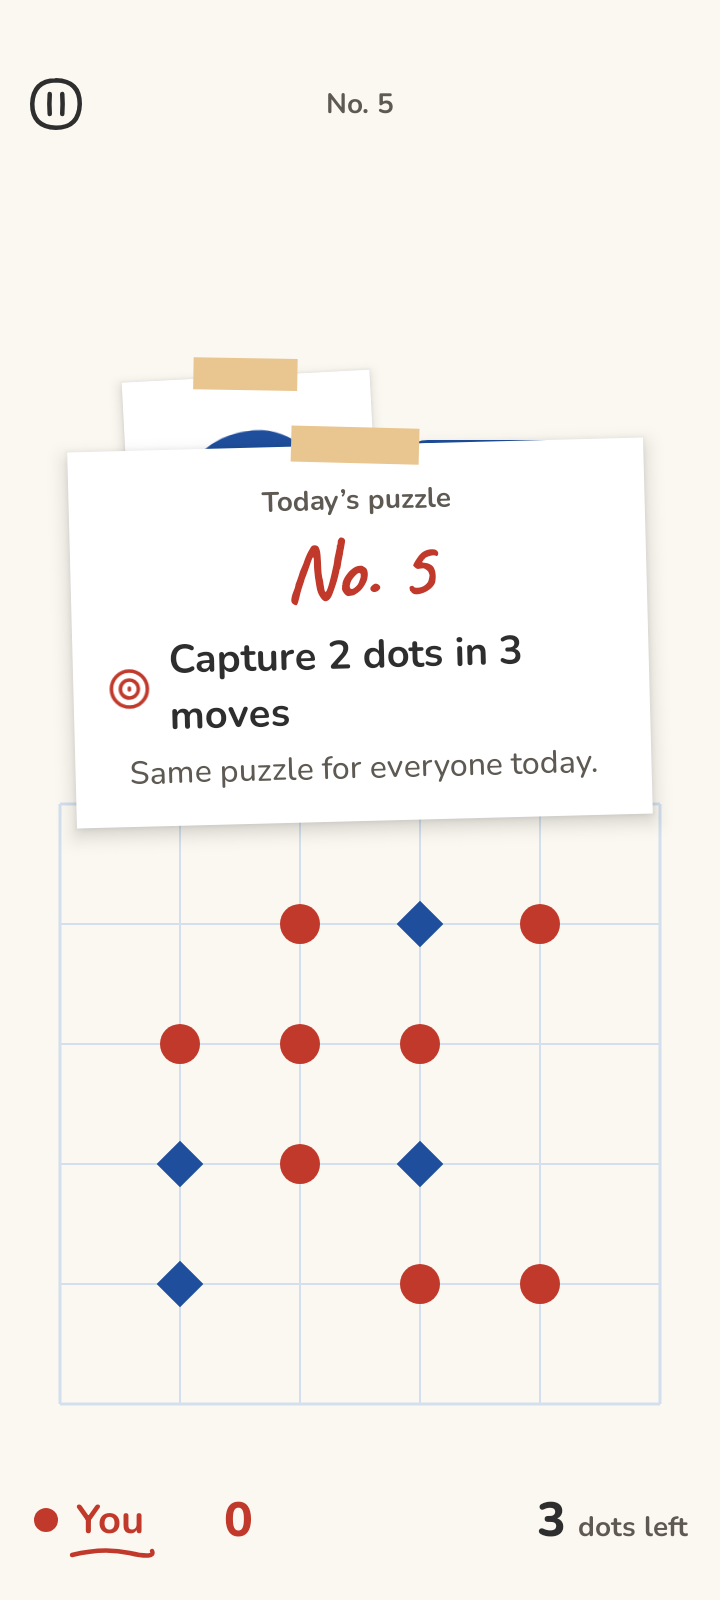 No. 5
Today’s puzzle
No. 5
Capture 2 dots in 3
moves
Same puzzle for everyone today.
You 0 3 dots left